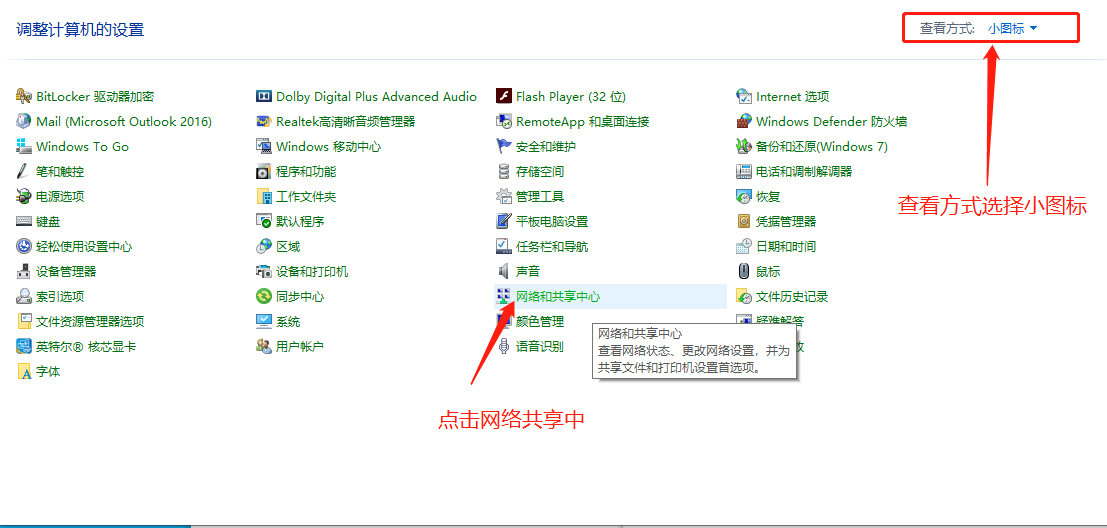 调整计算机的设置
查看方式: 小图标
BitLocker 驱动器加密
Dolby Digital Plus Advanced Audio
Flash Player (32 位)
Internet 选项
Mail (Microsoft Outlook 2016)
Realtek高清晰音频管理器
RemoteApp 和桌面连接
Windows Defender 防火墙
Windows To Go
Windows 移动中心
安全和维护
备份和还原(Windows 7)
笔和触控
程序和功能
存储空间
电话和调制解调器
电源选项
工作文件夹
管理工具
恢复
查看方式选择小图标
键盘
默认程序
平板电脑设置
凭据管理器
轻松使用设置中心
区域
任务栏和导航
日期和时间
设备管理器
设备和打印机
声音
鼠标
索引选项
同步中心
网络和共享中心
文件历史记录
文件资源管理器选项
系统
颜色管理
疑难解答
网络和共享中心
查看网络状态、更改网络设置，并为
共享文件和打印机设置首选项。
英特尔® 核芯显卡
用户帐户
语音识别
字体
点击网络共享中